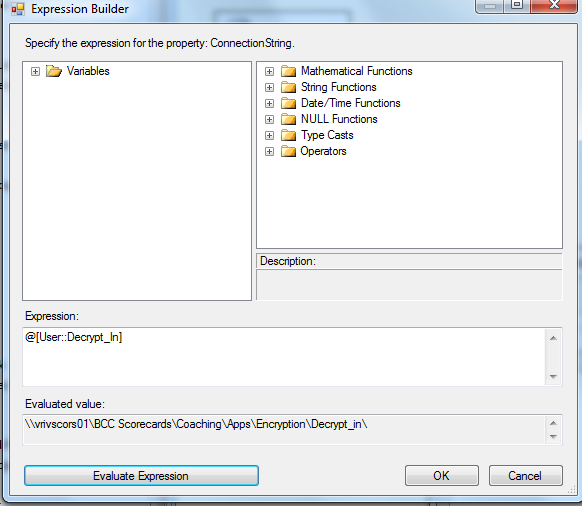 Expression Builder
Specify the expression for the property: ConnectionString.
Variables
Mathematical Functions
String Functions
Date/Time Functions
NULL Functions
Type Casts
Operators
Description:
Expression:
@[User::Decrypt_In]
Evaluated value:
\\vrivscors01\BCC Scorecards\Coaching\Apps\Encryption\Decrypt_in\
Evaluate Expression
OK
Cancel